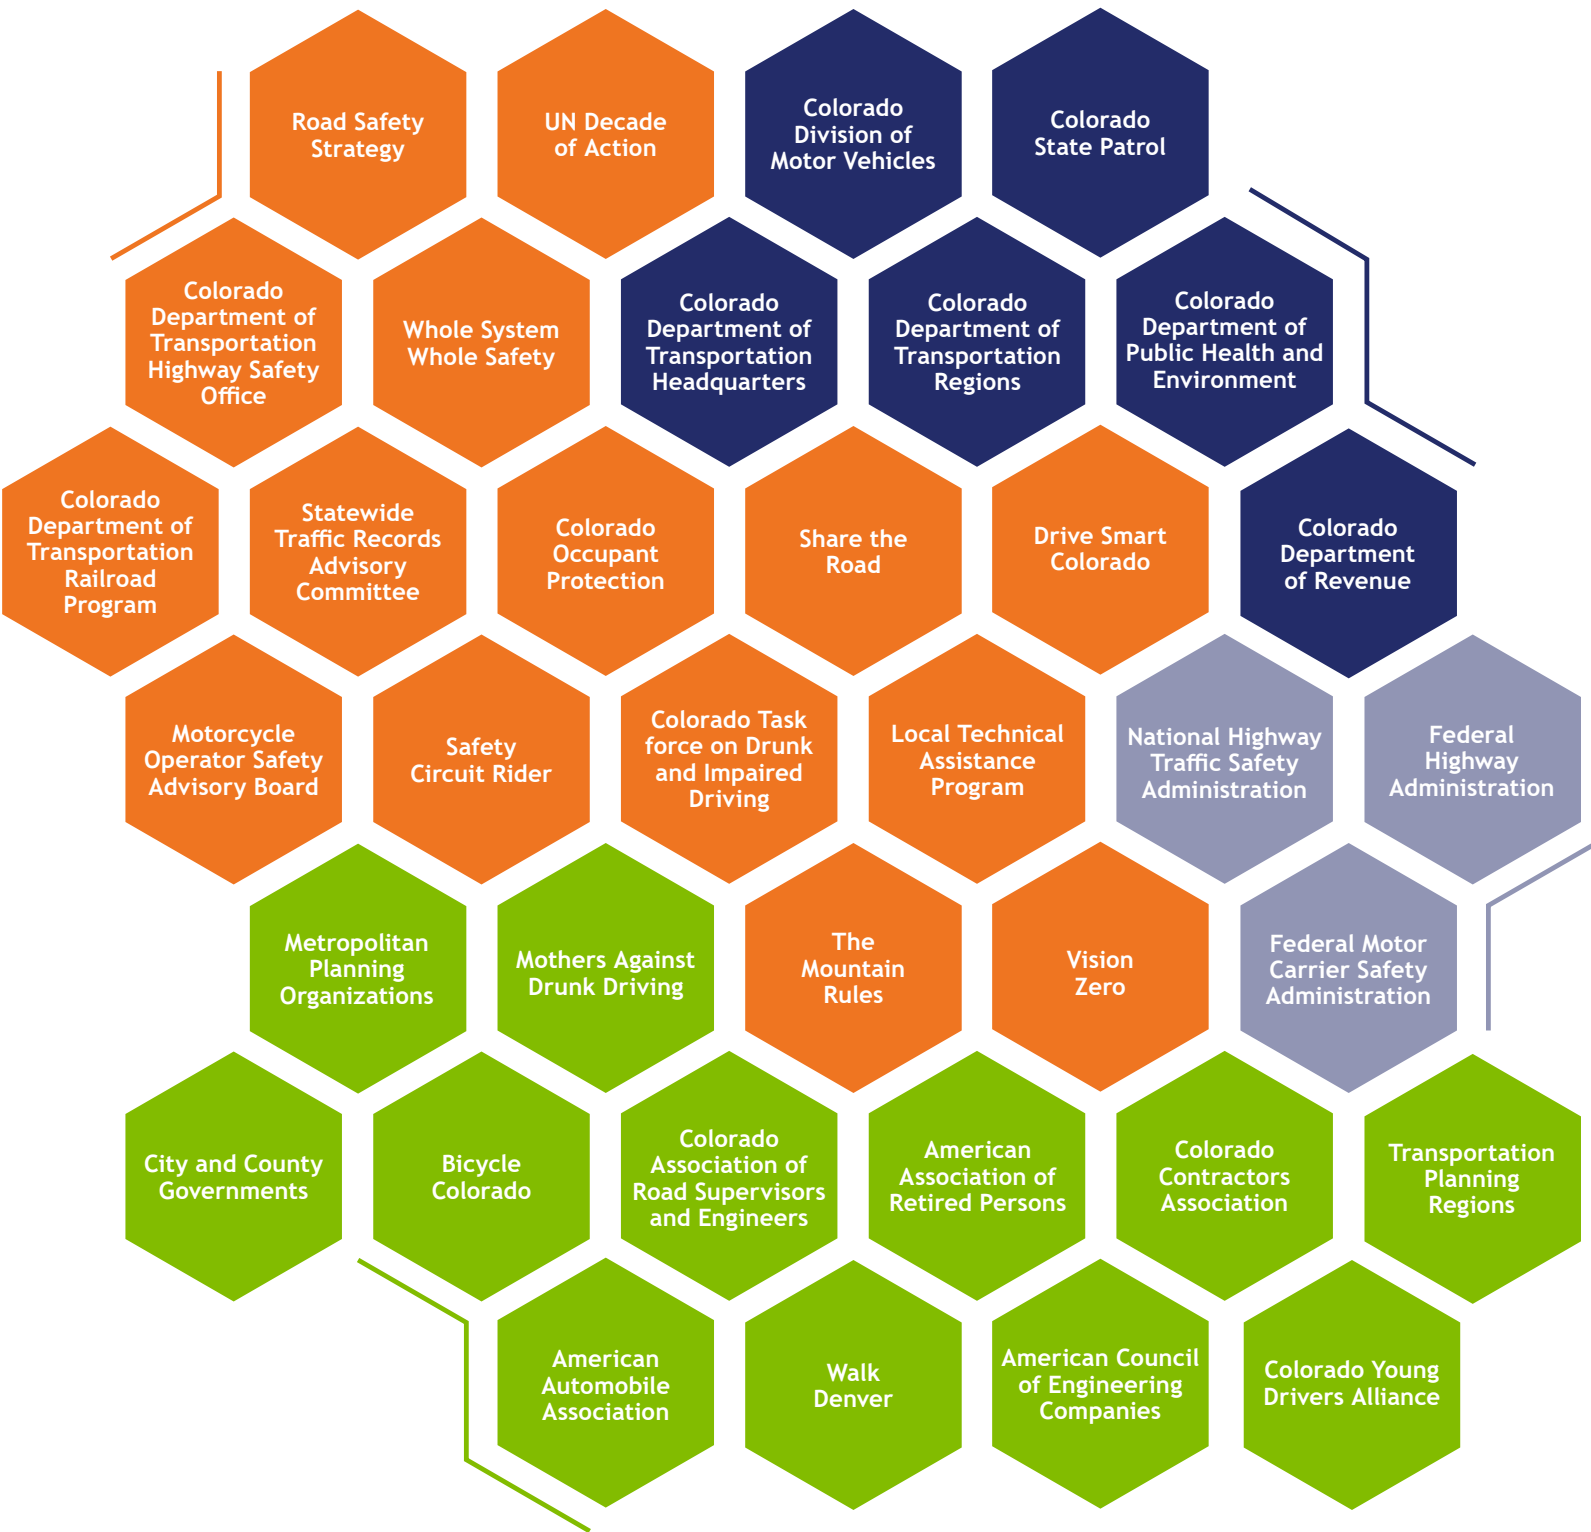 Road Safety
Strategy
UN Decade
of Action
Colorado
Division of
Motor Vehicles
Colorado
State Patrol
Colorado
Department of
Transportation
Highway Safety
Office
Whole System
Whole Safety
Colorado
Department of
Transportation
Headquarters
Colorado
Department of
Transportation
Regions
Colorado
Department of
Public Health and
Environment
Colorado
Department of
Transportation
Railroad
Program
Statewide
Traffic Records
Advisory
Committee
Colorado
Occupant
Protection
Share the
Road
Drive Smart
Colorado
Colorado
Department
of Revenue
Motorcycle
Operator Safety
Advisory Board
Safety
Circuit Rider
Colorado Task
force on Drunk
and Impaired
Driving
Local Technical
Assistance
Program
National Highway
Traffic Safety
Administration
Federal
Highway
Administration
Metropolitan
Planning
Organizations
Mothers Against
Drunk Driving
The
Mountain
Rules
Vision
Zero
Federal Motor
Carrier Safety
Administration
City and County
Governments
Bicycle
Colorado
Colorado
Association of
Road Supervisors
and Engineers
American
Association of
Retired Persons
Colorado
Contractors
Association
Transportation
Planning
Regions
American
Automobile
Association
Walk
Denver
American Council
of Engineering
Companies
Colorado Young
Drivers Alliance